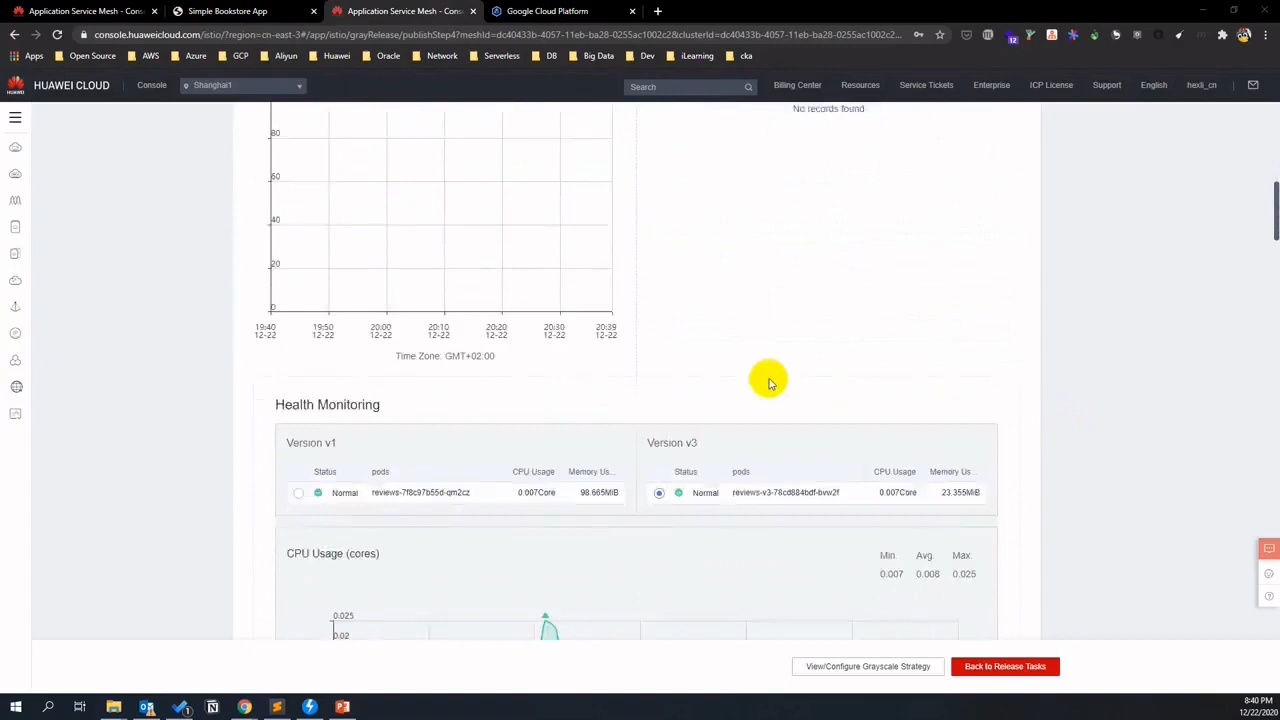 Application Service Mesh - Consc
Simple Bookstore App
Application Service Mesh - Conso
Google Cloud Platform
console.huaweicloud.com/istio/?region=cn-east-3#/app/istio/grayRelease/publishStep4?meshId=dc40433b-4057-11eb-ba28-0255ac1002c2&clusterId=dc40433b-4057-11eb-ba28-0255ac1002c2...
12
Apps
Open Source
AWS
Azure
GCP
Aliyun
Huawei
Oracle
Network
Serverless
DB
Big Data
Dev
iLearning
cka
HUAWEI CLOUD
Console
Shanghai1
Search
Billing Center
Resources
Service Tickets
Enterprise
ICP License
Support
English
hexli_cn
No records found
80
60
40
20
0
19:40 19:50 20:00 20:10 20:20 20:30 20:39
12-22 12-22 12-22 12-22 12-22 12-22 12-22
Time Zone: GMT+02:00
Health Monitoring
Version v1
Version v3
Status pods CPU Usage Memory Us...
Normal reviews-7f8c97b55d-qm2cz 0.007Core 98.665MiB
Status pods CPU Usage Memory Us...
Normal reviews-v3-78cd884bdf-bvw2f 0.007Core 23.355MiB
CPU Usage (cores)
Min. Avg. Max.
0.007 0.008 0.025
0.025
0.02
View/Configure Grayscale Strategy
Back to Release Tasks
8:40 PM
12/22/2020